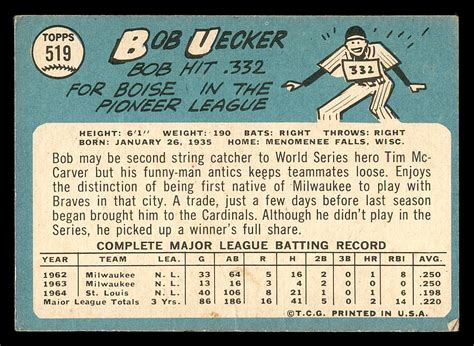 TOPPS
519
BOB UECKER
BOB HIT .332
FOR BOISE IN THE
PIONEER LEAGUE
332
HEIGHT: 6'1" WEIGHT: 190 BATS: RIGHT THROWS: RIGHT
BORN: JANUARY 26, 1935 HOME: MENOMENEE FALLS, WISC.
Bob may be second string catcher to World Series hero Tim Mc-
Carver but his funny-man antics keeps teammates loose. Enjoys
the distinction of being first native of Milwaukee to play with
Braves in that city. A trade, just a few days before last season
began brought him to the Cardinals. Although he didn't play in the
Series, he picked up a winner's full share.
COMPLETE MAJOR LEAGUE BATTING RECORD
YEAR TEAM LEA. G AB R H 2B 3B HR RBI AVG.
1962 Milwaukee N. L. 33 64 5 16 2 0 1 8 .250
1963 Milwaukee N. L. 13 16 3 4 2 0 0 0 .250
1964 St. Louis N. L. 40 106 8 21 1 0 1 6 .198
Major League Totals 3 Yrs. 86 186 16 41 5 0 2 14 .220
©T.C.G. PRINTED IN U.S.A.